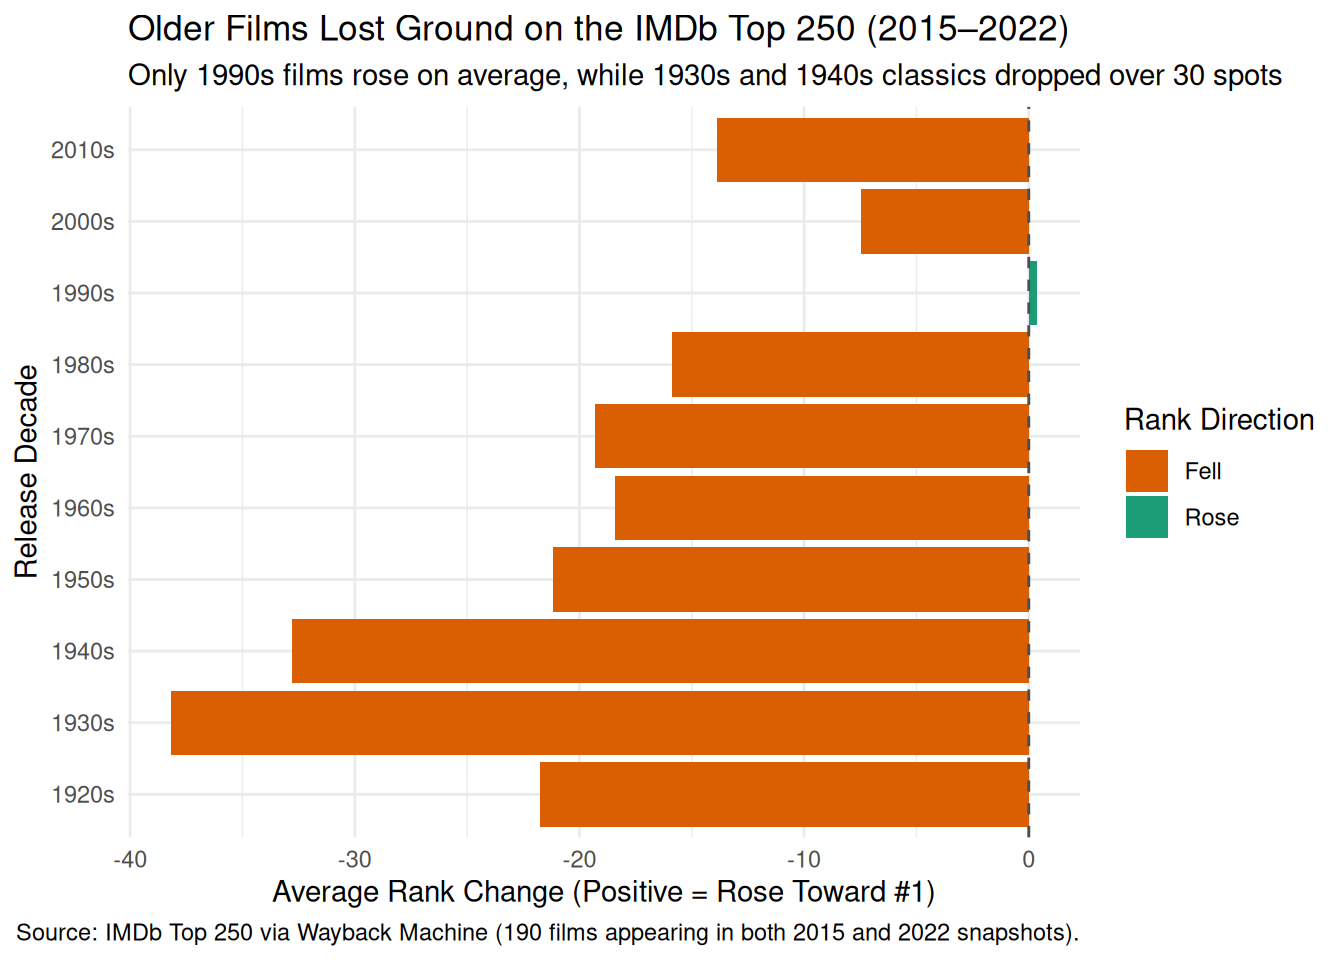 Older Films Lost Ground on the IMDb Top 250 (2015–2022)
Only 1990s films rose on average, while 1930s and 1940s classics dropped over 30 spots
Release Decade
2010s
2000s
1990s
1980s
1970s
1960s
1950s
1940s
1930s
1920s
-40
-30
-20
-10
0
Average Rank Change (Positive = Rose Toward #1)
Rank Direction
Fell
Rose
Source: IMDb Top 250 via Wayback Machine (190 films appearing in both 2015 and 2022 snapshots).